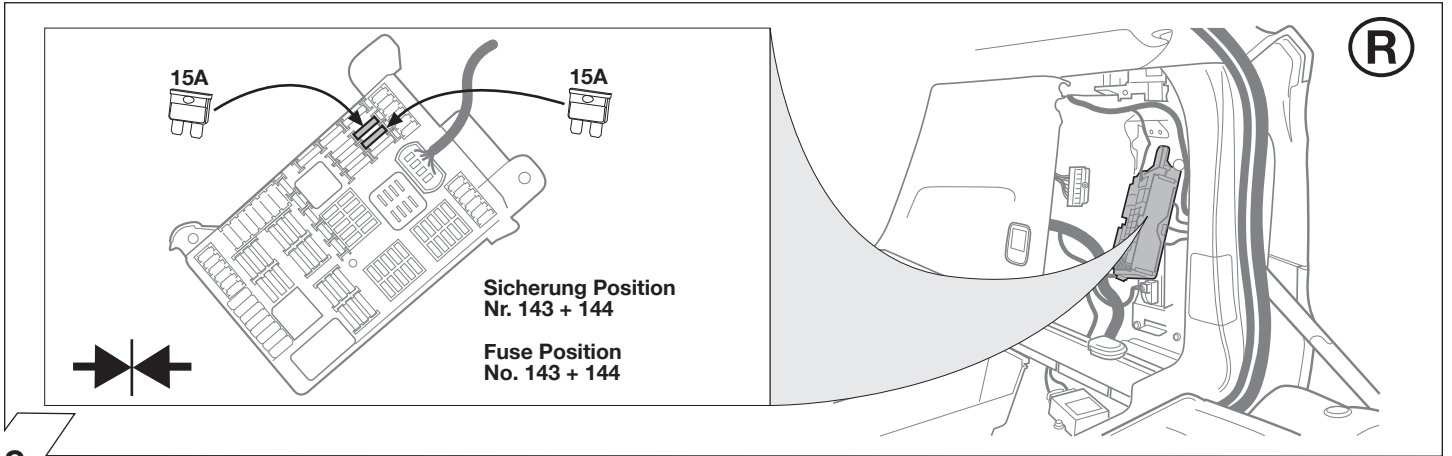 R
15A
15A
Sicherung Position
Nr. 143 + 144
Fuse Position
No. 143 + 144